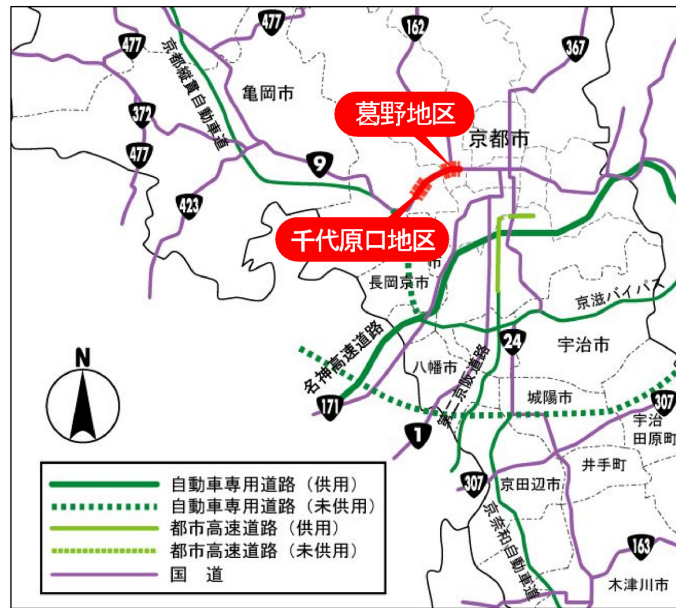 477
477
162
367
477
亀岡市
京都縦貫自動車道
372
葛野地区
京都市
477
9
423
千代原口地区
市
長岡京市
京滋バイパス
名神高速道路
24
宇治市
N
八幡市
第二京阪道路
171
城陽市
307
1
宇治
田原町
井手町
307
京田辺市
京奈和自動車道
163
木津川市
自動車専用道路（供用）
自動車専用道路（未供用）
都市高速道路（供用）
都市高速道路（未供用）
国　道